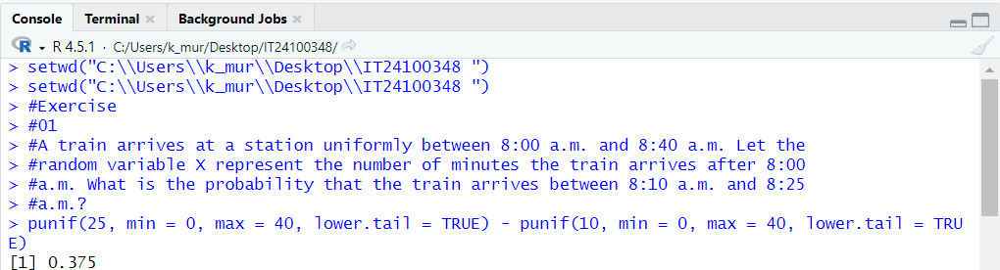 Console Terminal Background Jobs
R R 4.5.1 · C:/Users/k_mur/Desktop/IT24100348/
> setwd("C:\\Users\\k_mur\\Desktop\\IT24100348 ")
> setwd("C:\\Users\\k_mur\\Desktop\\IT24100348 ")
> #Exercise
> #01
> #A train arrives at a station uniformly between 8:00 a.m. and 8:40 a.m. Let the
> #random variable X represent the number of minutes the train arrives after 8:00
> #a.m. What is the probability that the train arrives between 8:10 a.m. and 8:25
> #a.m.?
> punif(25, min = 0, max = 40, lower.tail = TRUE) - punif(10, min = 0, max = 40, lower.tail = TRU
E)
[1] 0.375